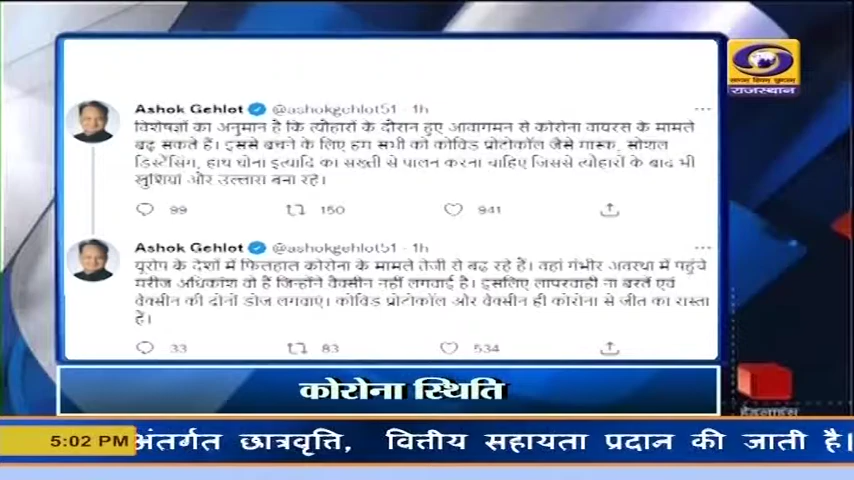 Ashok Gehlot @ashokgehlot51 · 1h
विशेषज्ञों का अनुमान है कि त्योहारों के दौरान हुए आवागमन से कोरोना वायरस के मामले
बढ़ सकते हैं। इससे बचने के लिए हम सभी को कोविड प्रोटोकॉल जैसे मास्क, सोशल
डिस्टेंसिंग, हाथ धोना इत्यादि का सख्ती से पालन करना चाहिए जिससे त्योहारों के बाद भी
खुशियां और उल्लास बना रहे।
99 150 941
Ashok Gehlot @ashokgehlot51 · 1h
यूरोप के देशों में फिलहाल कोरोना के मामले तेजी से बढ़ रहे हैं। वहां गंभीर अवस्था में पहुंचे
मरीज अधिकांश वो हैं जिन्होंने वैक्सीन नहीं लगवाई है। इसलिए लापरवाही ना बरतें एवं
वैक्सीन की दोनों डोज लगवाएं। कोविड प्रोटोकॉल और वैक्सीन ही कोरोना से जीत का रास्ता
हैं।
33 83 534
राजस्थान
कोरोना स्थिति
हेडलाइंस
5:02 PM अंतर्गत छात्रवृत्ति, वित्तीय सहायता प्रदान की जाती है।